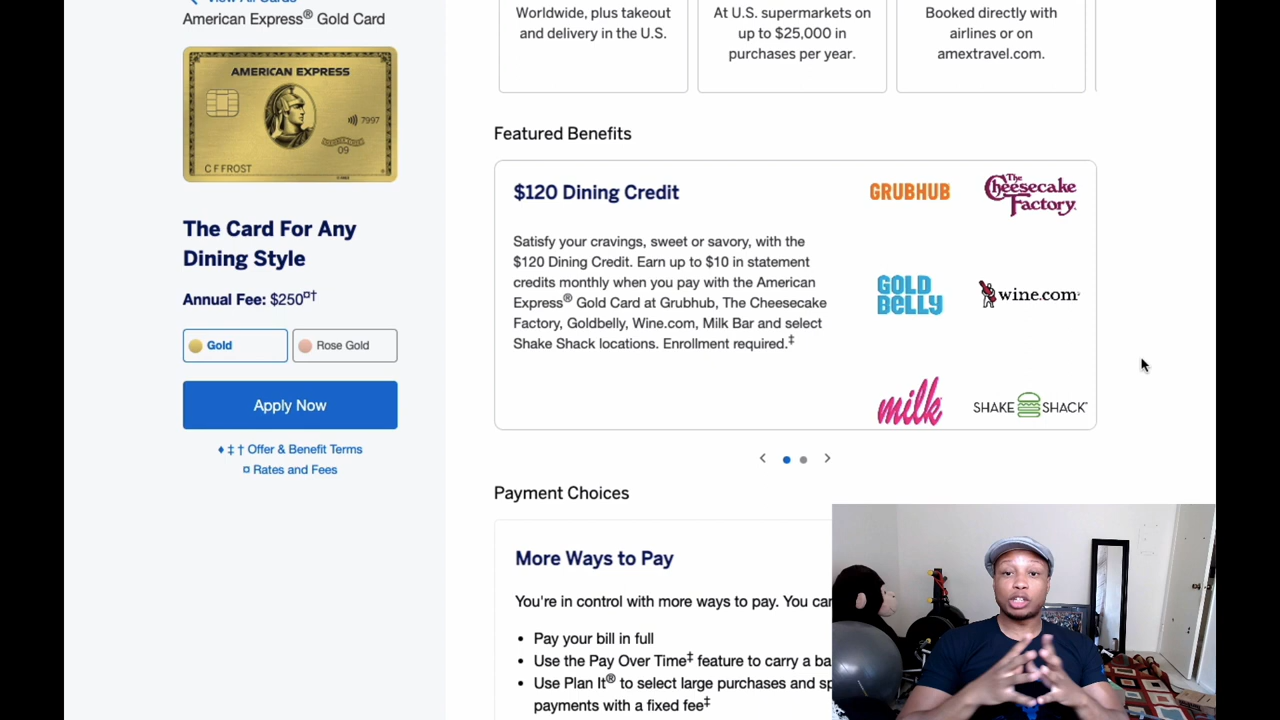 View All Cards
American Express® Gold Card
AMERICAN EXPRESS
7997
09
C F FROST
The Card For Any
Dining Style
Annual Fee: $250¤†
Gold
Rose Gold
Apply Now
♦ ‡ † Offer & Benefit Terms
¤ Rates and Fees
Worldwide, plus takeout
and delivery in the U.S.
At U.S. supermarkets on
up to $25,000 in
purchases per year.
Booked directly with
airlines or on
amextravel.com.
Featured Benefits
$120 Dining Credit
Satisfy your cravings, sweet or savory, with the
$120 Dining Credit. Earn up to $10 in statement
credits monthly when you pay with the American
Express® Gold Card at Grubhub, The Cheesecake
Factory, Goldbelly, Wine.com, Milk Bar and select
Shake Shack locations. Enrollment required.‡
GRUBHUB
The
Cheesecake
Factory
GOLD
BELLY
wine.com
milk
SHAKE SHACK
Payment Choices
More Ways to Pay
You're in control with more ways to pay. You can
• Pay your bill in full
• Use the Pay Over Time‡ feature to carry a ba
• Use Plan It® to select large purchases and sp
payments with a fixed fee‡